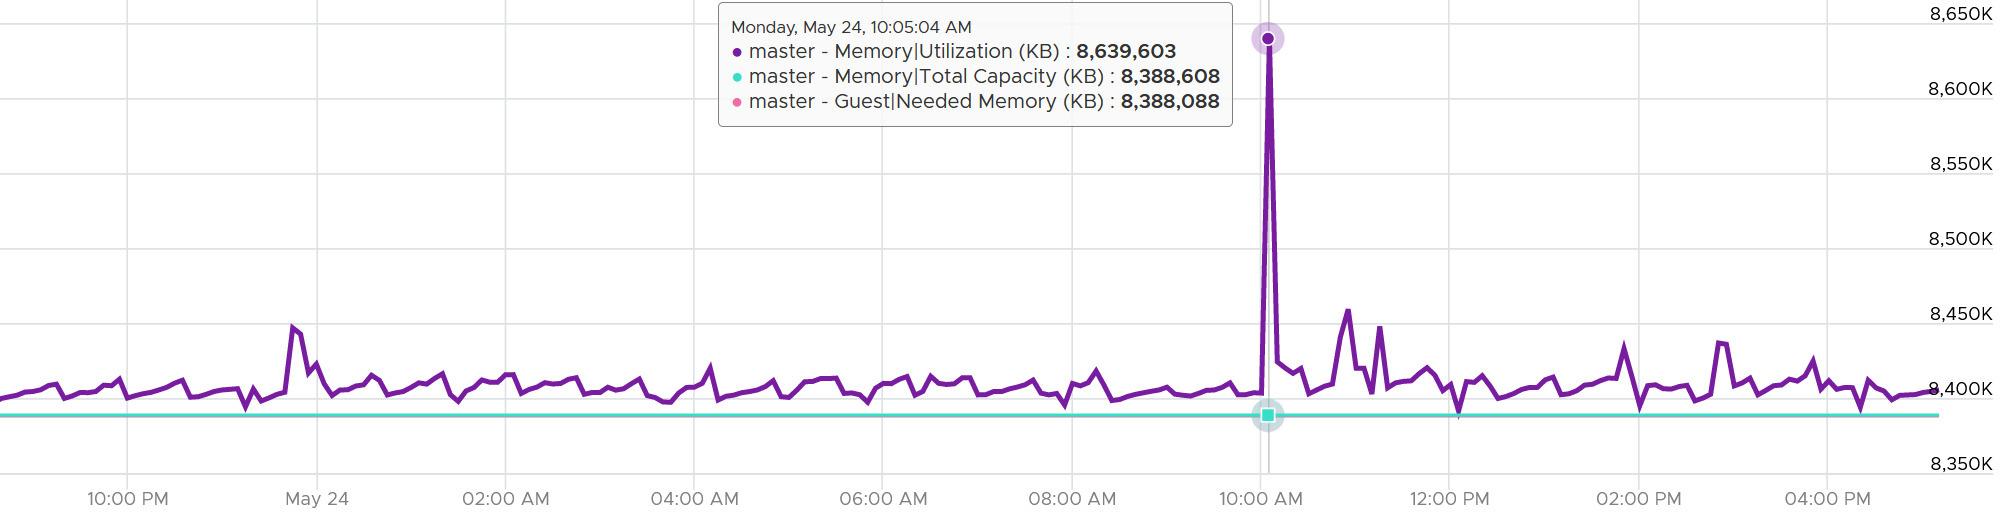 Monday, May 24, 10:05:04 AM
master - Memory|Utilization (KB) : 8,639,603
master - Memory|Total Capacity (KB) : 8,388,608
master - Guest|Needed Memory (KB) : 8,388,088
8,650K
8,600K
8,550K
8,500K
8,450K
8,400K
8,350K
10:00 PM May 24 02:00 AM 04:00 AM 06:00 AM 08:00 AM 10:00 AM 12:00 PM 02:00 PM 04:00 PM